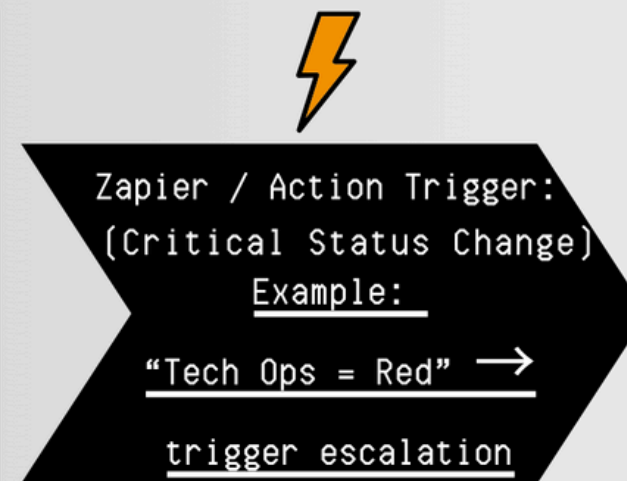 Zapier / Action Trigger:
(Critical Status Change)
Example:
“Tech Ops = Red” →
trigger escalation